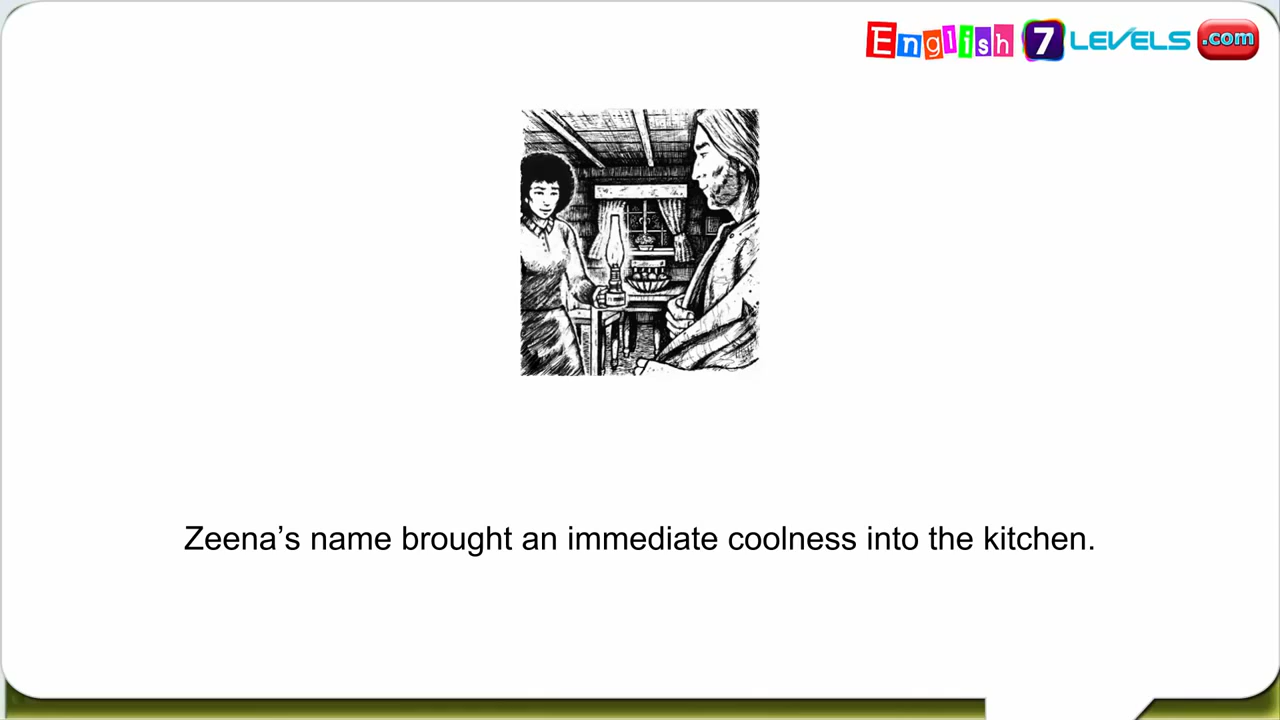 English 7 LEVELS .com
Zeena’s name brought an immediate coolness into the kitchen.